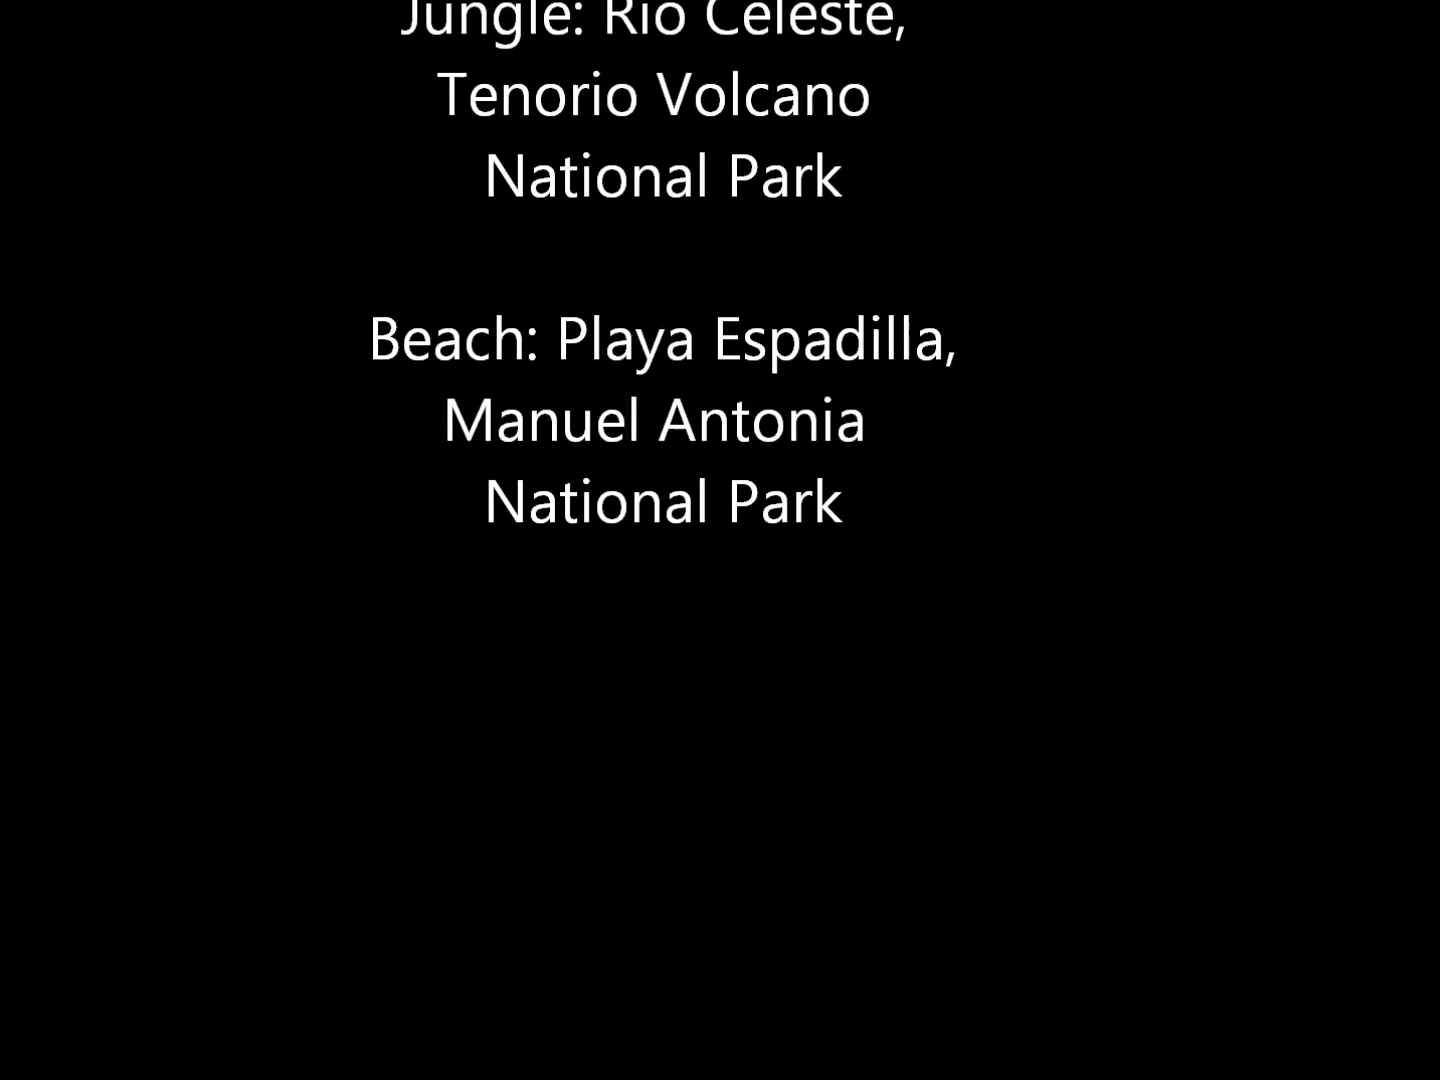 Jungle: Rio Celeste,
Tenorio Volcano
National Park
Beach: Playa Espadilla,
Manuel Antonia
National Park